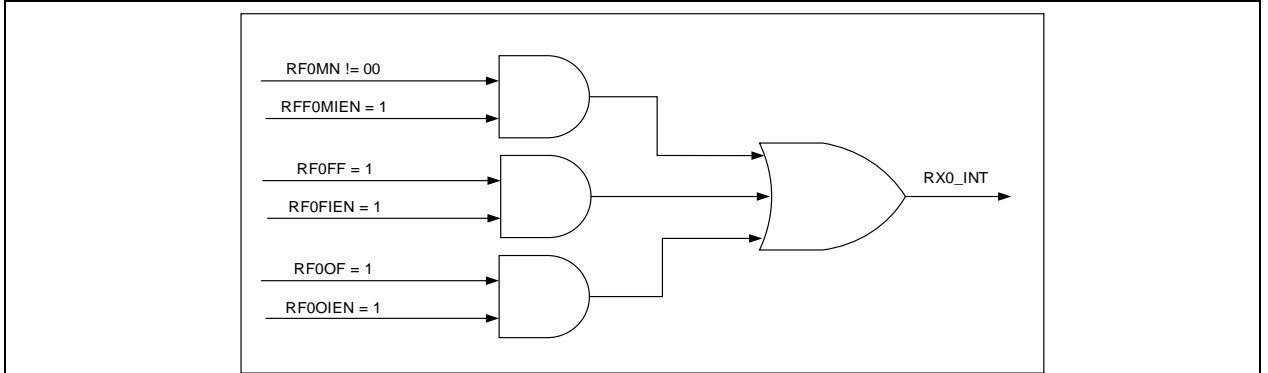 RF0MN != 00
RFF0MIEN = 1
RF0FF = 1
RF0FIEN = 1
RX0_INT
RF0OF = 1
RF0OIEN = 1